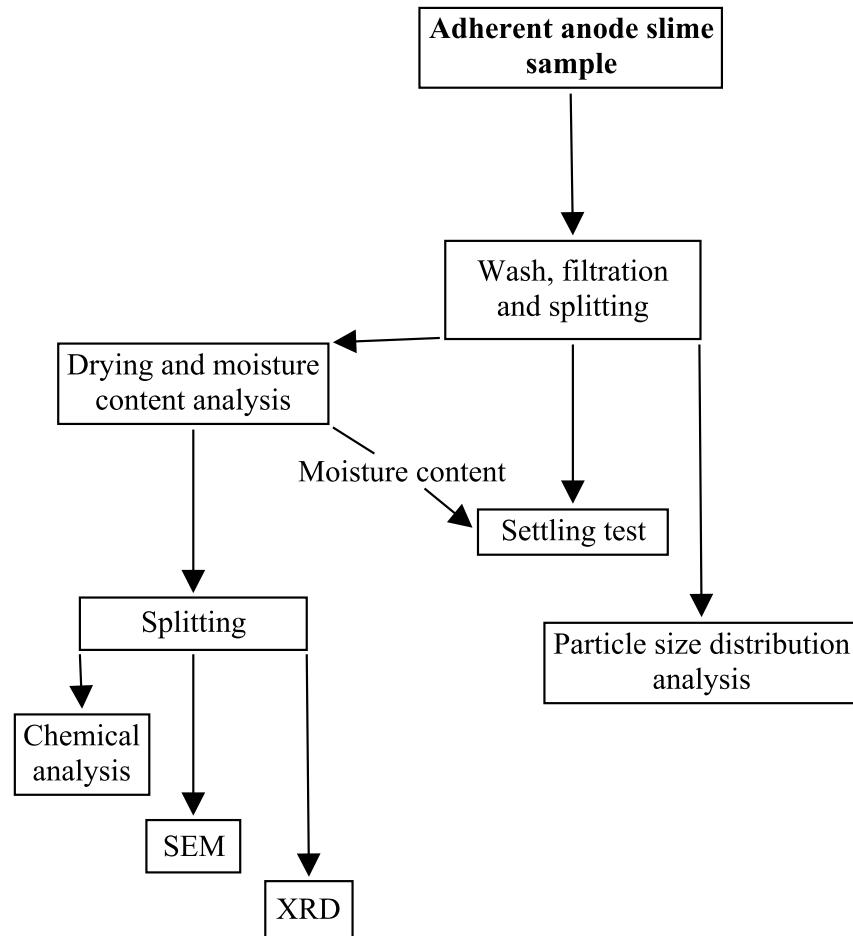 Adherent anode slime
sample
Wash, filtration
and splitting
Drying and moisture
content analysis
Moisture content
Settling test
Splitting
Particle size distribution
analysis
Chemical
analysis
SEM
XRD